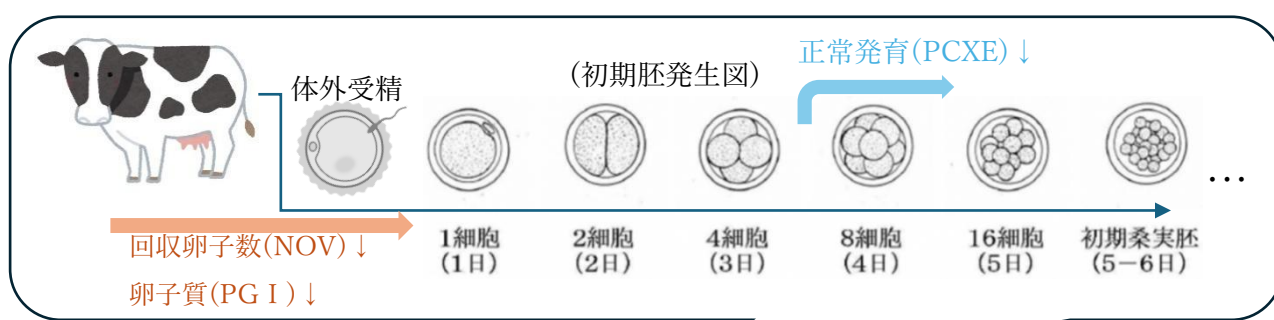 正常発育(PCXE)↓
(初期胚発生図)
体外受精
…
回収卵子数(NOV)↓
卵子質(PGⅠ)↓
1細胞 2細胞 4細胞 8細胞 16細胞 初期桑実胚
(1日) (2日) (3日) (4日) (5日) (5−6日)